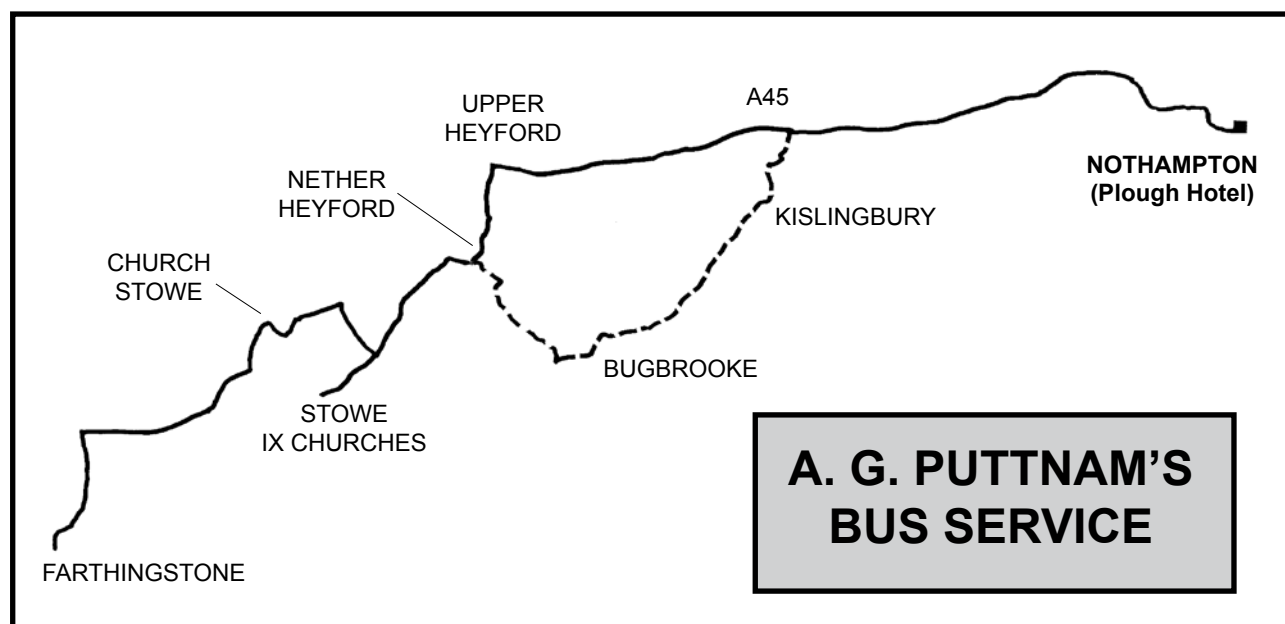 UPPER
HEYFORD
A45
NOTHAMPTON
(Plough Hotel)
NETHER
HEYFORD
KISLINGBURY
CHURCH
STOWE
BUGBROOKE
STOWE
IX CHURCHES
FARTHINGSTONE
A. G. PUTTNAM'S
BUS SERVICE